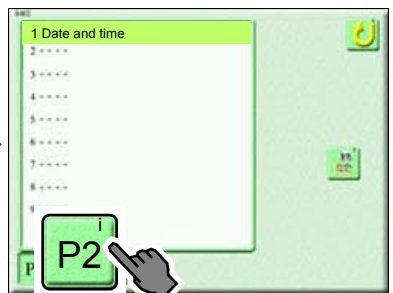 1 Date and time
2 ----
3 ----
4 ----
5 ----
6 ----
7 ----
8 ----
i
P2
P